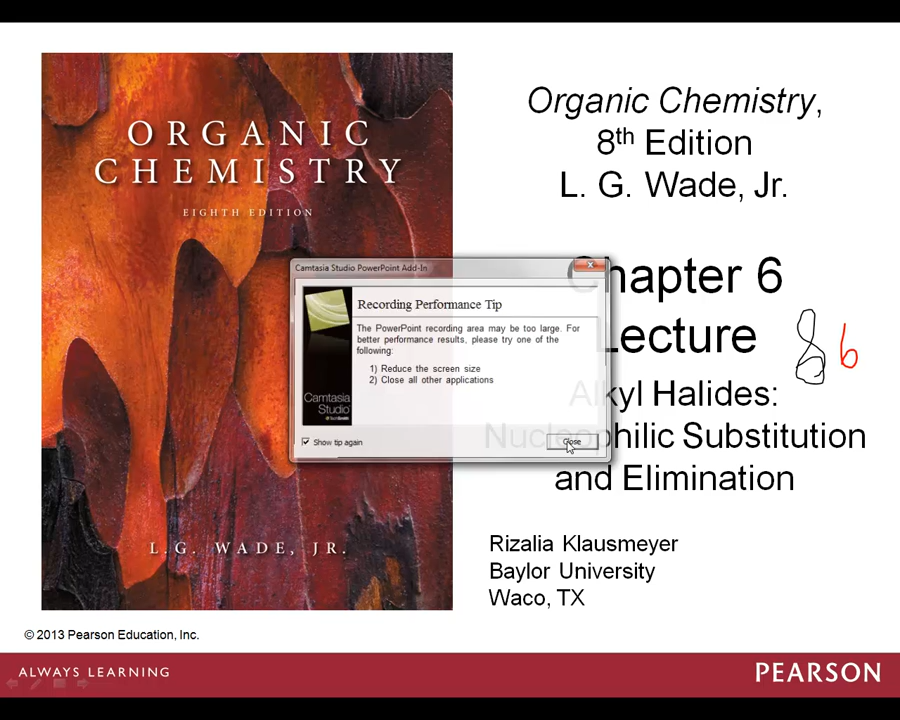 ORGANIC
CHEMISTRY
EIGHTH EDITION
L.G. WADE, JR.
Organic Chemistry,
8th Edition
L. G. Wade, Jr.
Chapter 6
Lecture
8 6
Alkyl Halides:
Nucleophilic Substitution
and Elimination
Rizalia Klausmeyer
Baylor University
Waco, TX
Camtasia Studio PowerPoint Add-In
Recording Performance Tip
The PowerPoint recording area may be too large. For
better performance results, please try one of the
following:
1) Reduce the screen size
2) Close all other applications
Camtasia
Studio
TechSmith
Show tip again
Close
© 2013 Pearson Education, Inc.
ALWAYS LEARNING
PEARSON